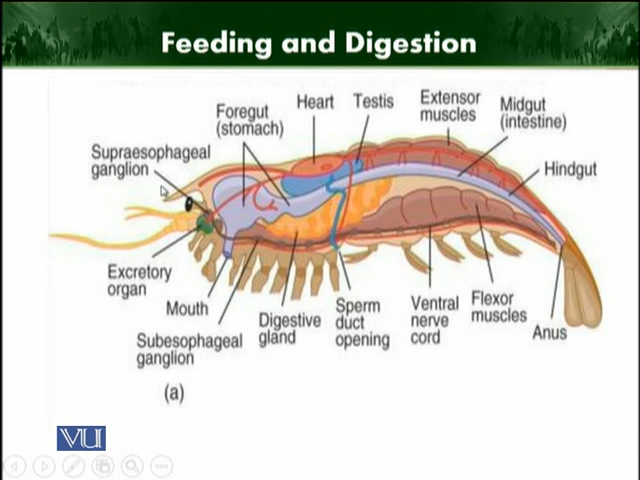 Feeding and Digestion
Supraesophageal
ganglion
Foregut
(stomach)
Heart
Testis
Extensor
muscles
Midgut
(intestine)
Hindgut
Excretory
organ
Mouth
Subesophageal
ganglion
Digestive
gland
Sperm
duct
opening
Ventral
nerve
cord
Flexor
muscles
Anus
(a)
VU